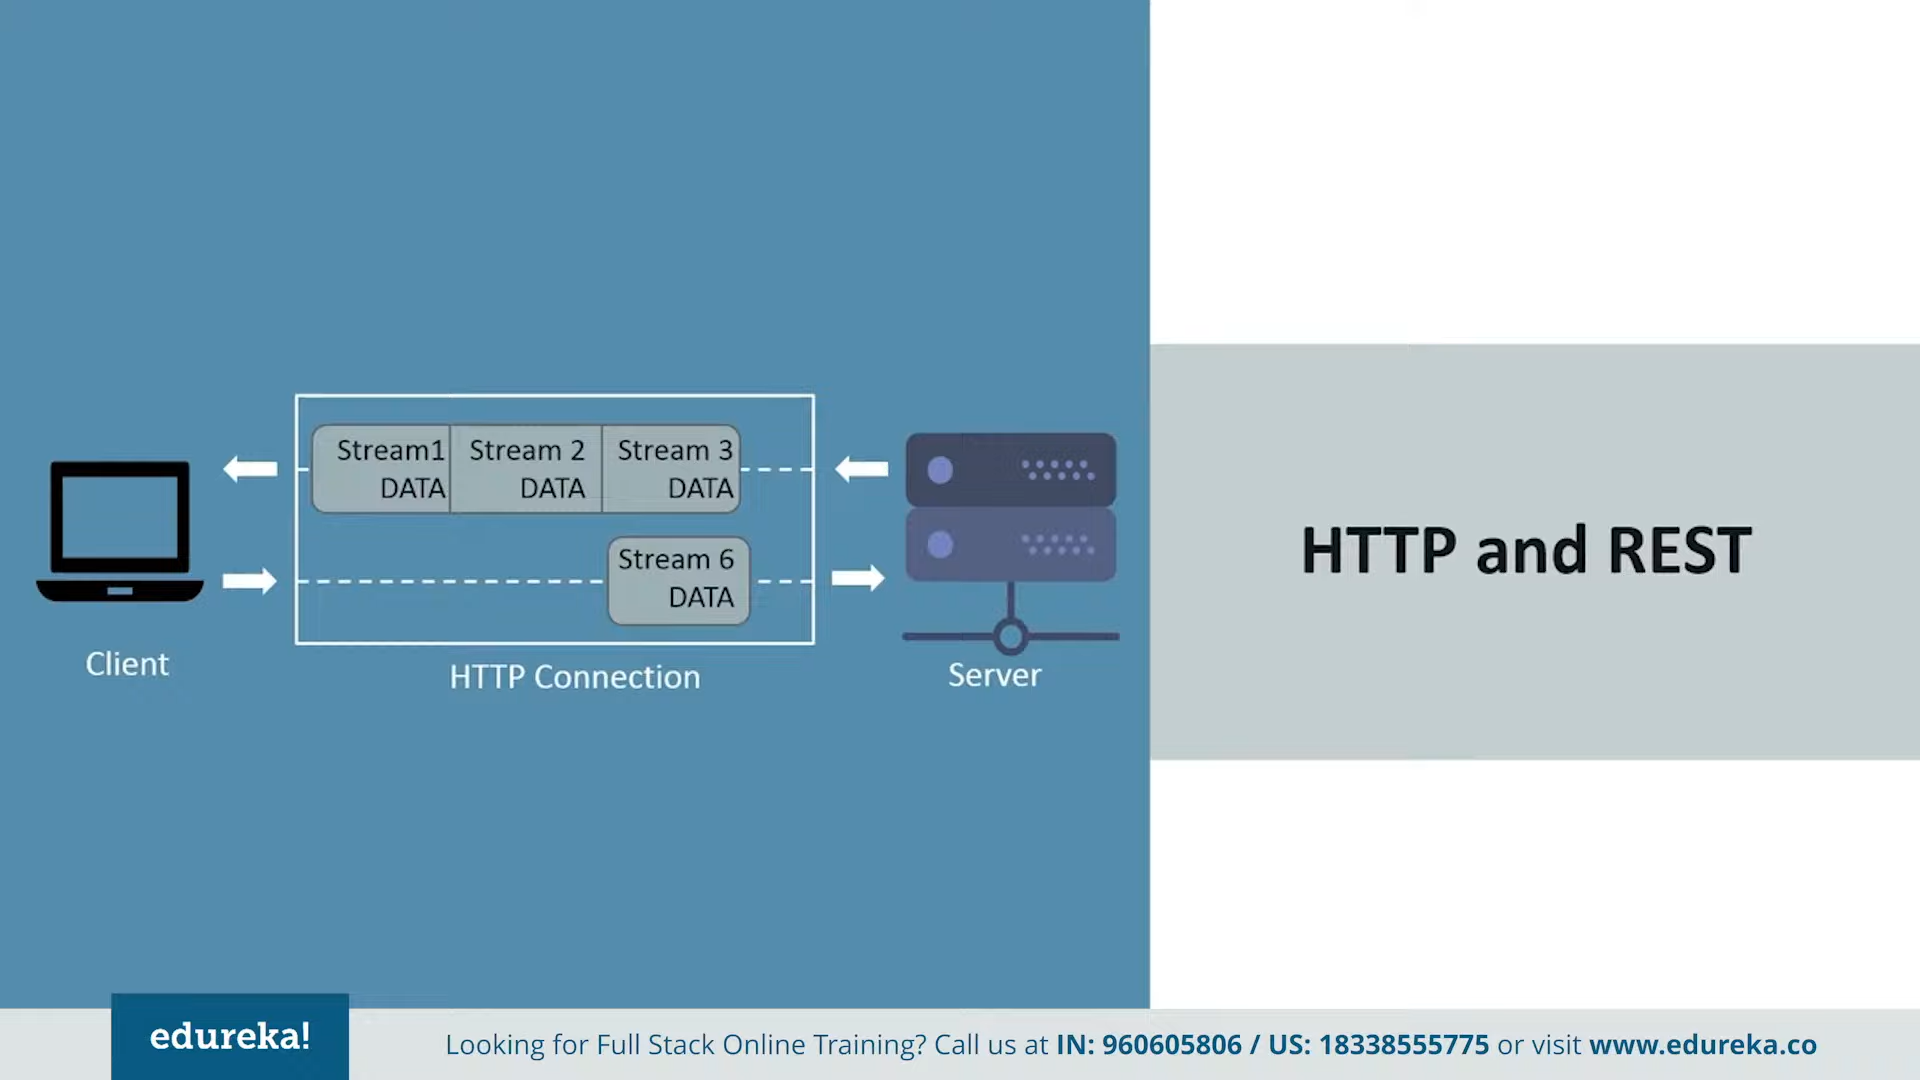 Stream1 DATA
Stream 2 DATA
Stream 3 DATA
Stream 6 DATA
Client
HTTP Connection
Server
HTTP and REST
edureka!
Looking for Full Stack Online Training? Call us at IN: 960605806 / US: 18338555775 or visit www.edureka.co